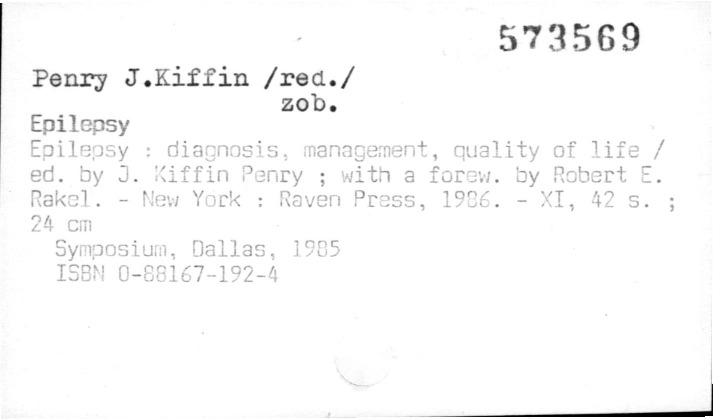 573569
Penry J.Kiffin /red./
zob.
Epilepsy
Epilepsy : diagnosis, management, quality of life /
ed. by J. Kiffin Penry ; with a forew. by Robert E.
Rakel. - New York : Raven Press, 1986. - XI, 42 s. ;
24 cm
Symposium, Dallas, 1985
ISBN 0-88167-192-4